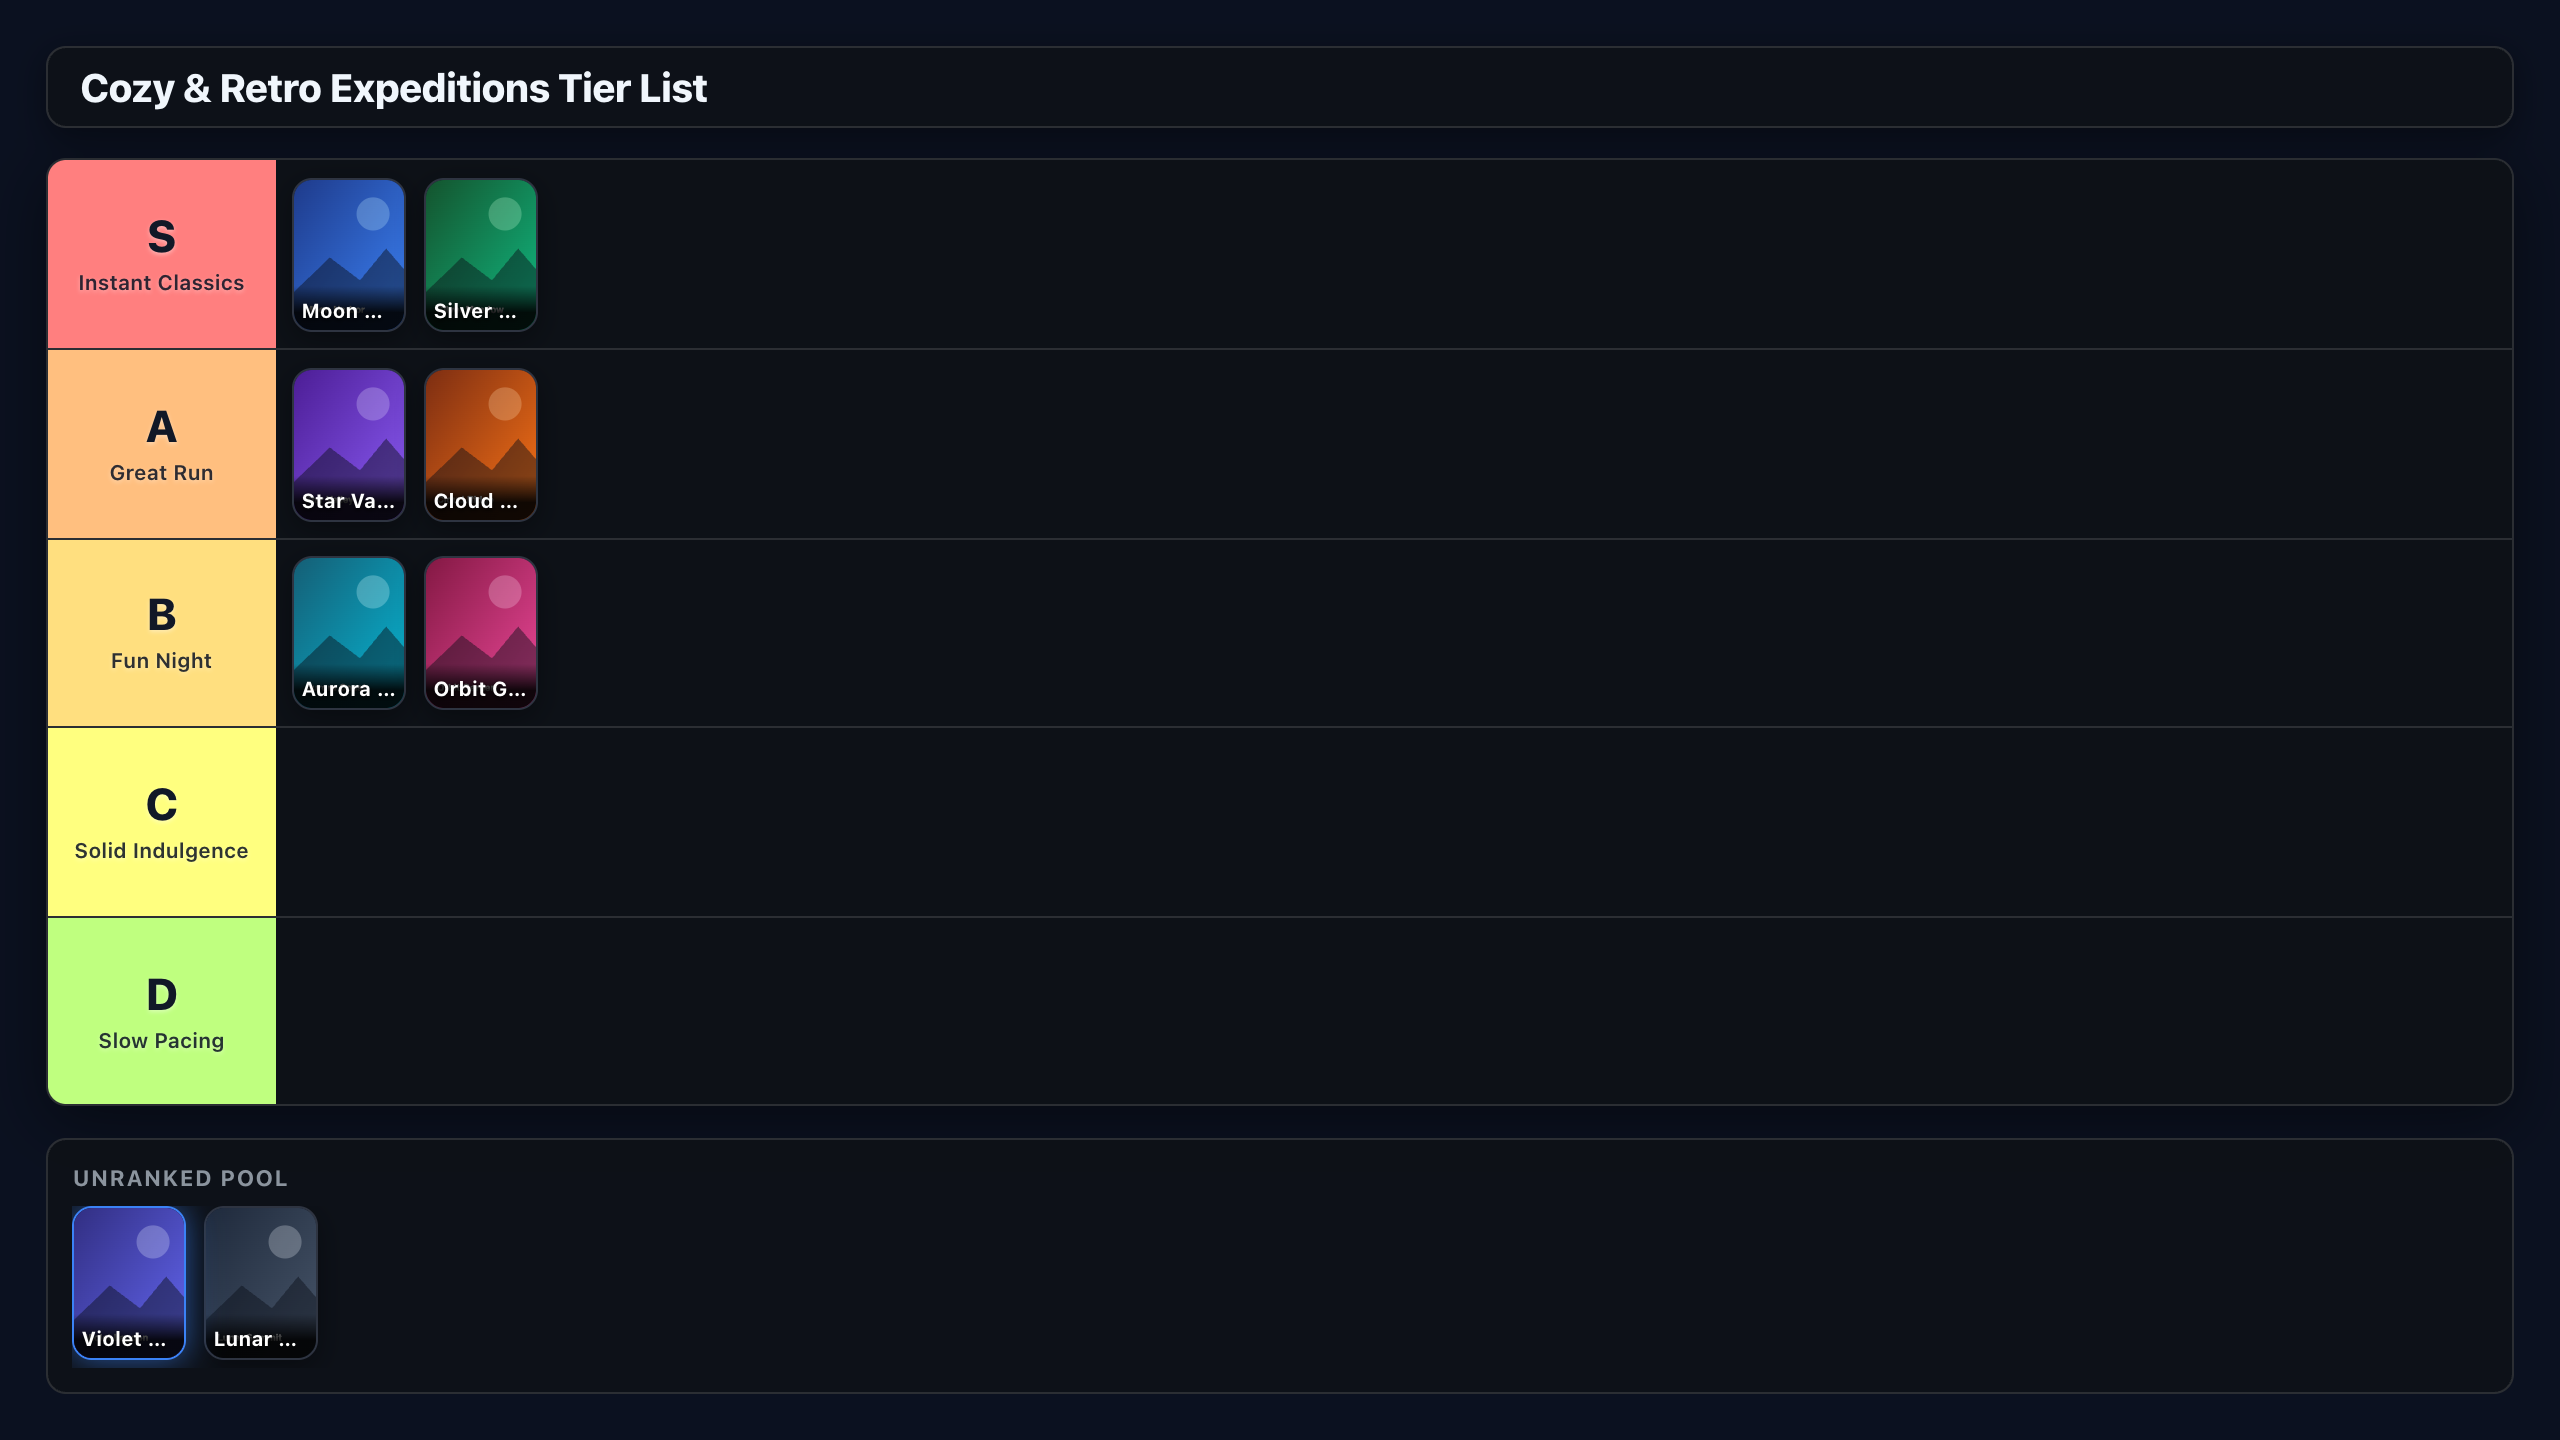 Cozy & Retro Expeditions Tier List
S
Instant Classics
Moon ...
Silver ...
A
Great Run
Star Va...
Cloud ...
B
Fun Night
Aurora ...
Orbit G...
C
Solid Indulgence
D
Slow Pacing
UNRANKED POOL
Violet ...
Lunar ...